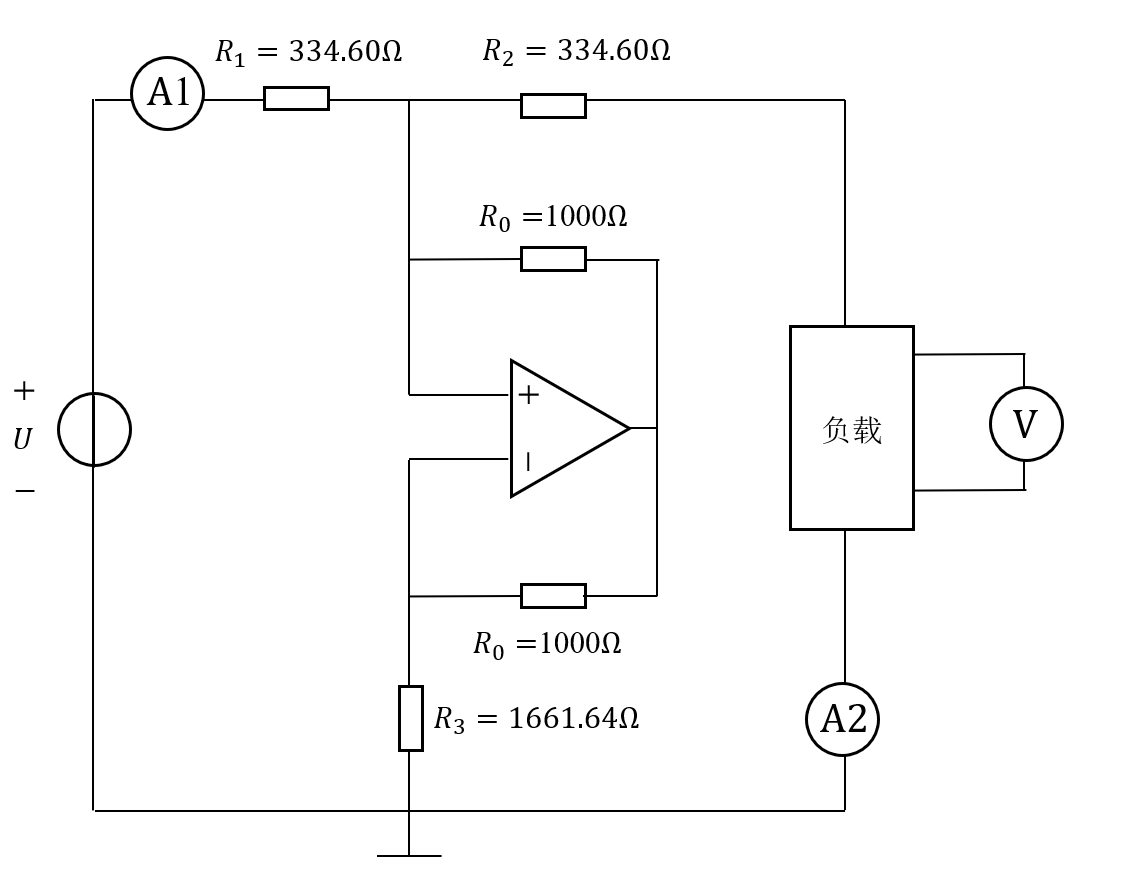 R₁ = 334.60Ω
R₂ = 334.60Ω
A1
R₀ =1000Ω
+
U
−
+
−
负载
V
R₀ =1000Ω
R₃ = 1661.64Ω
A2